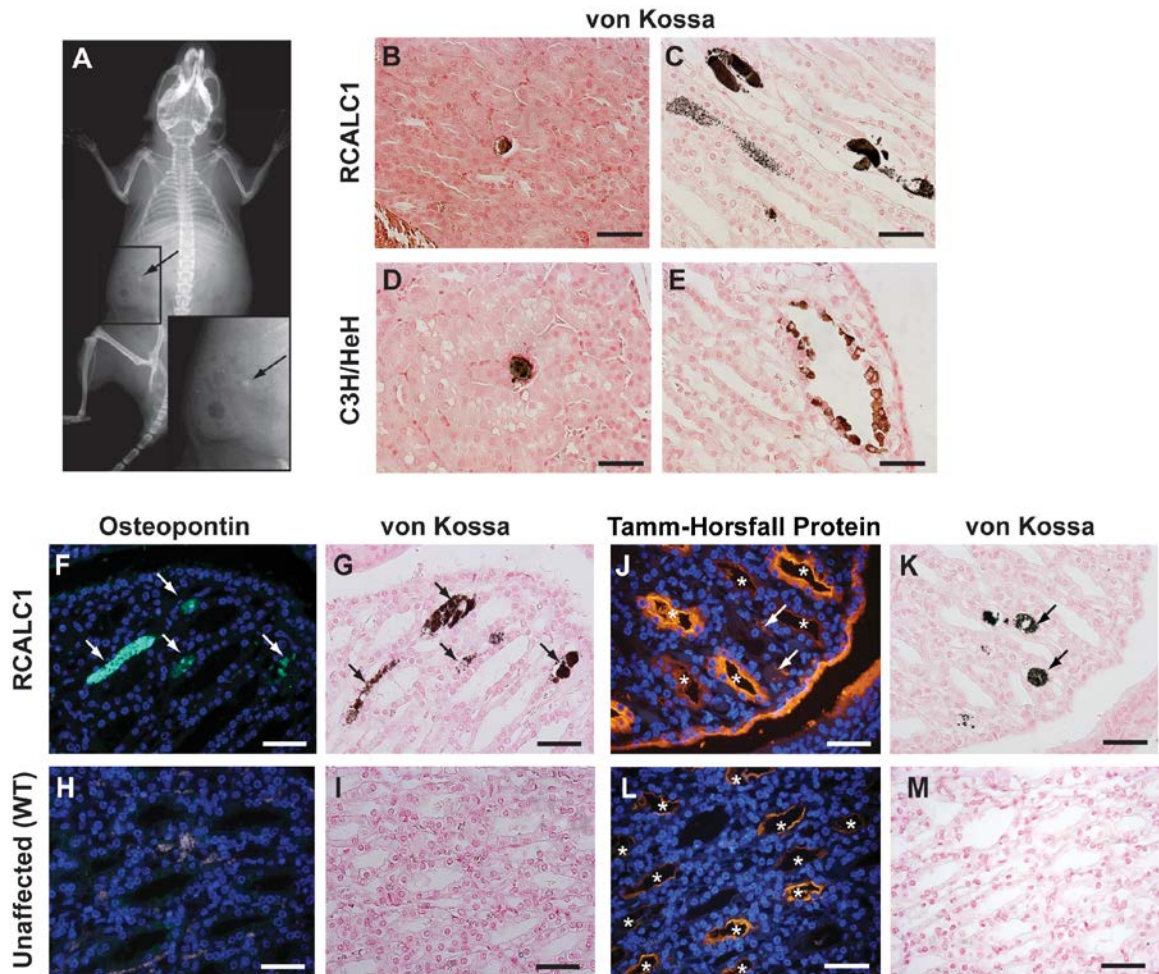 von Kossa
A
B
C
RCALC1
D
E
C3H/HeH
Osteopontin
von Kossa
Tamm-Horsfall Protein
von Kossa
F
G
J
K
RCALC1
* * * * * *
H
I
L
M
Unaffected (WT)
* * * * * * * * * * * *